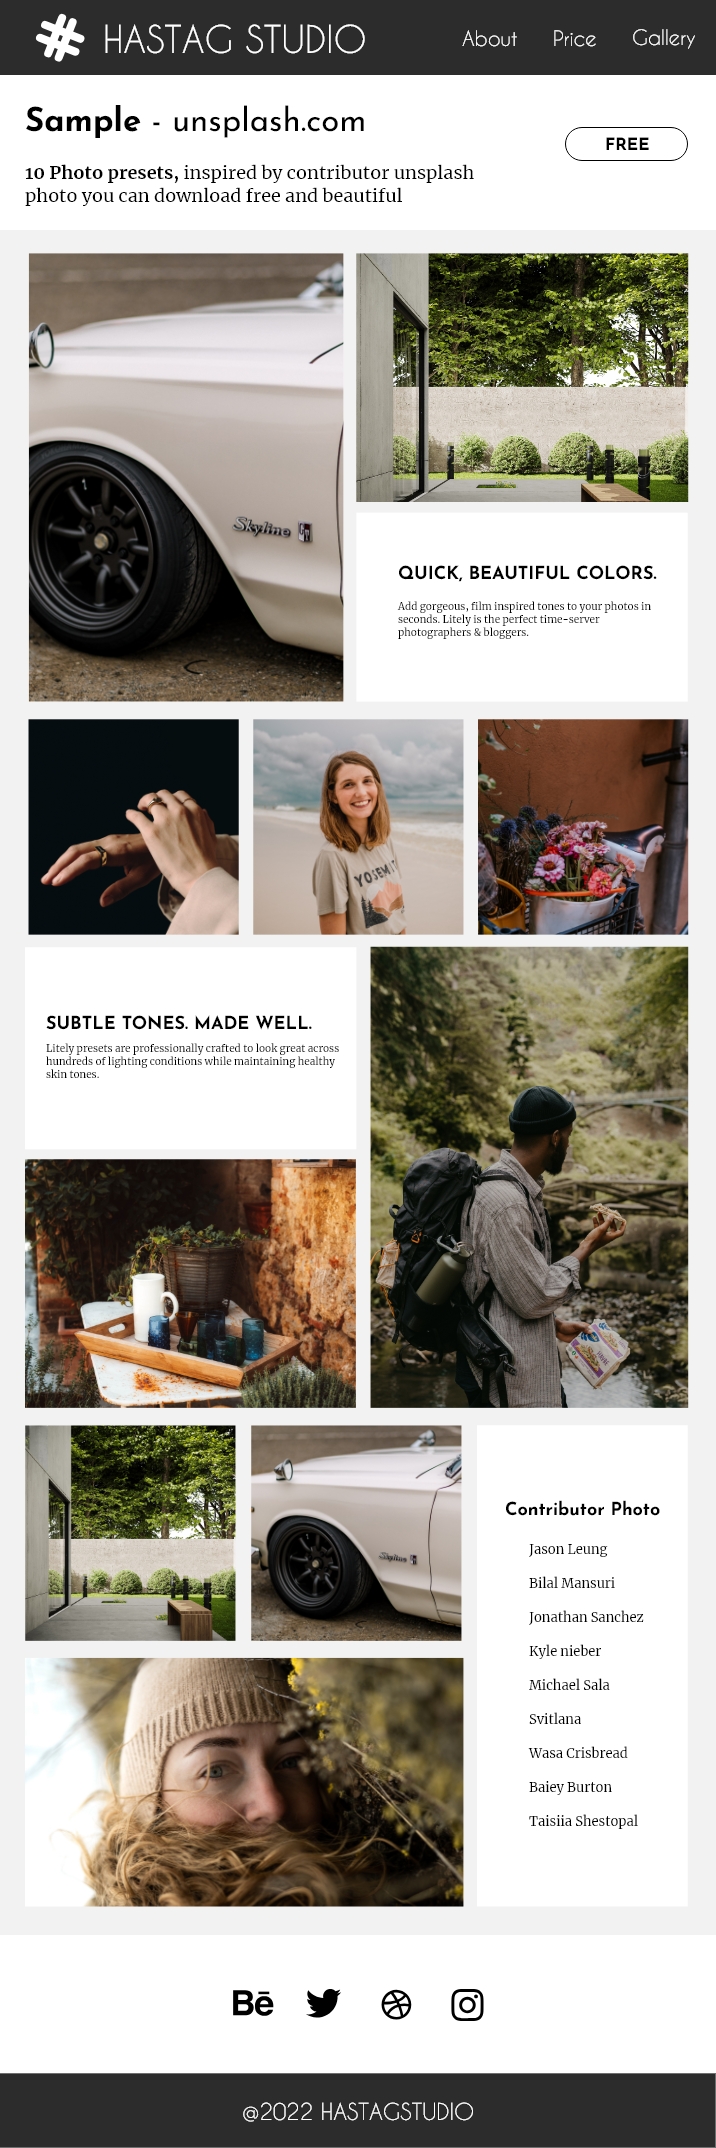 HASTAG STUDIO
About Price Gallery
Sample - unsplash.com
10 Photo presets, inspired by contributor unsplash
photo you can download free and beautiful
FREE
Skyline GT
QUICK, BEAUTIFUL COLORS.
Add gorgeous, film inspired tones to your photos in
seconds. Litely is the perfect time-server
photographers & bloggers.
YOSEMIT
SUBTLE TONES. MADE WELL.
Litely presets are professionally crafted to look great across
hundreds of lighting conditions while maintaining healthy
skin tones.
Skyline
Contributor Photo
Jason Leung
Bilal Mansuri
Jonathan Sanchez
Kyle nieber
Michael Sala
Svitlana
Wasa Crisbread
Baiey Burton
Taisiia Shestopal
Bē
@2022 HASTAGSTUDIO